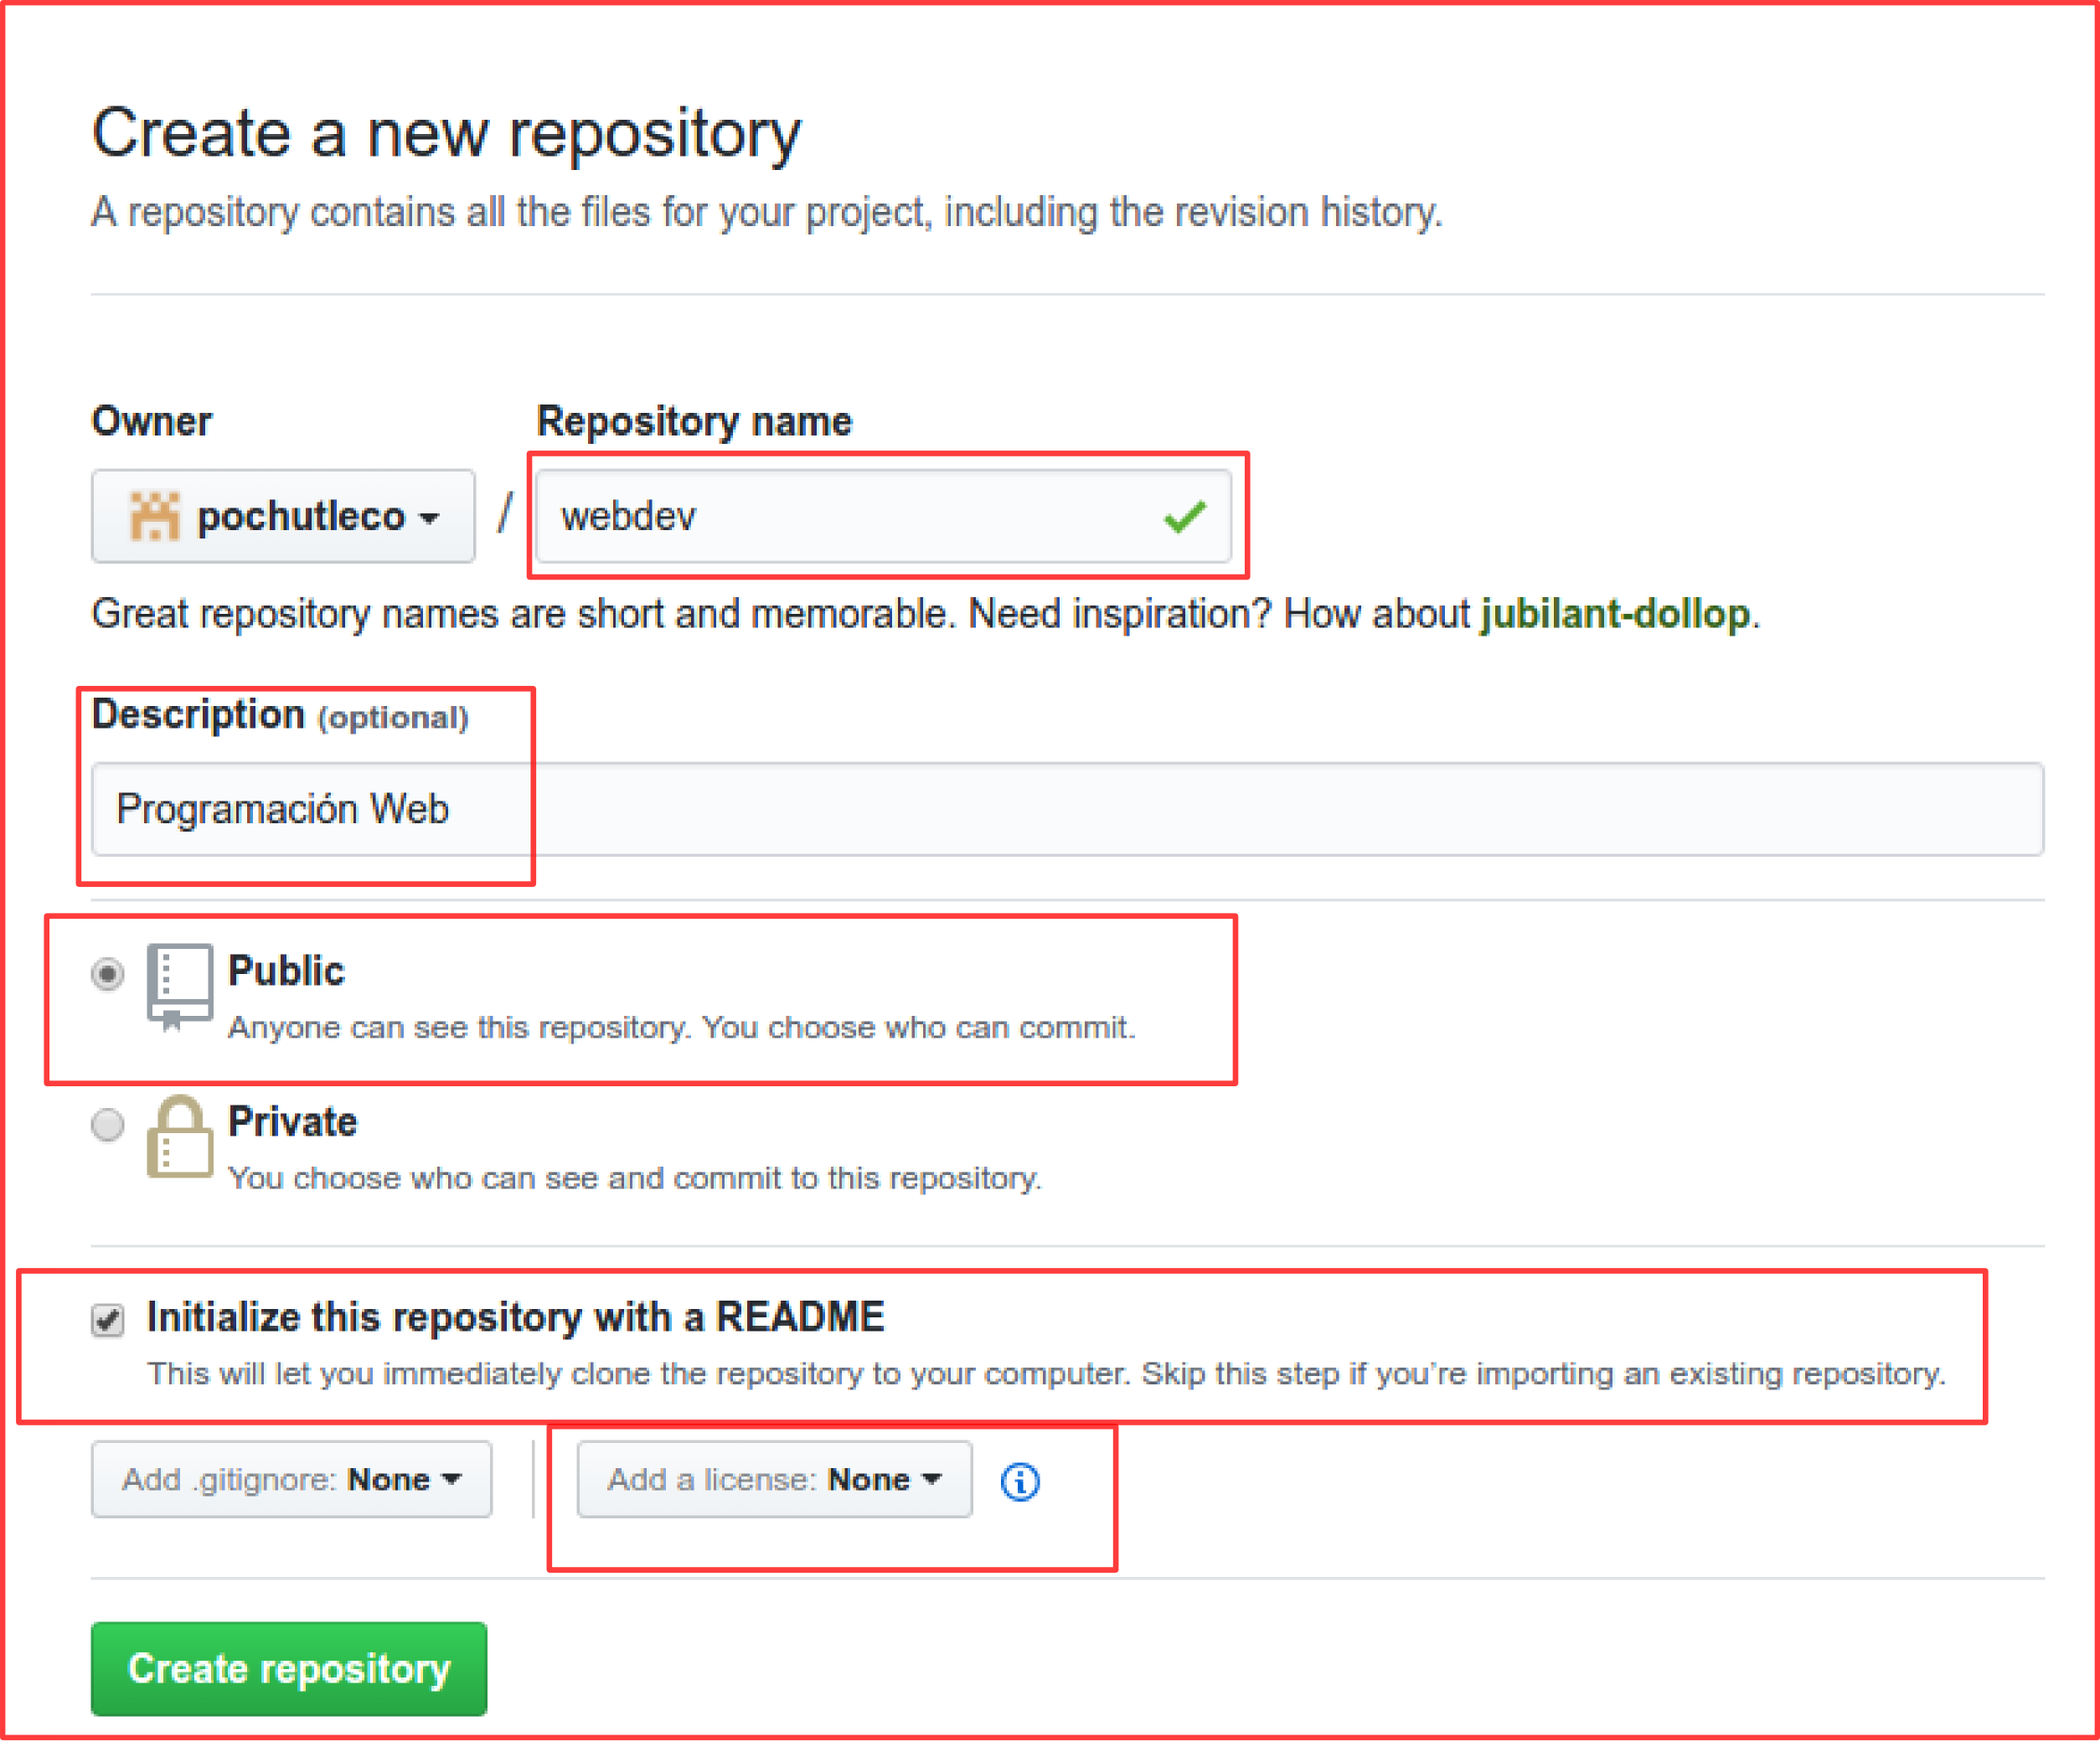 Create a new repository
A repository contains all the files for your project, including the revision history.
Owner Repository name
pochutleco / webdev
Great repository names are short and memorable. Need inspiration? How about jubilant-dollop.
Description (optional)
Programación Web
Public
Anyone can see this repository. You choose who can commit.
Private
You choose who can see and commit to this repository.
Initialize this repository with a README
This will let you immediately clone the repository to your computer. Skip this step if you’re importing an existing repository.
Add .gitignore: None Add a license: None
Create repository